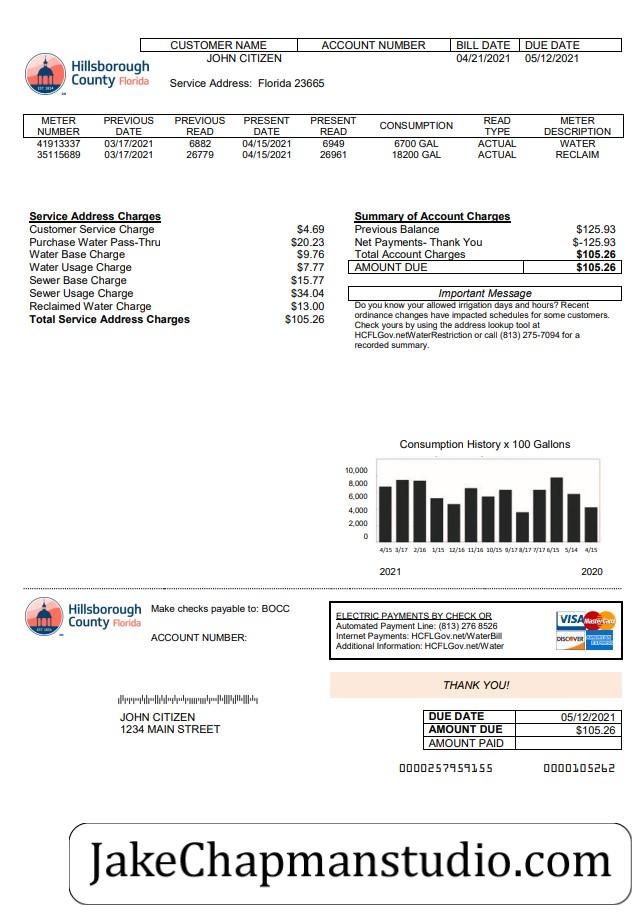 CUSTOMER NAME ACCOUNT NUMBER BILL DATE DUE DATE
JOHN CITIZEN 04/21/2021 05/12/2021
Hillsborough
County Florida
EST. 1834
SM
Service Address: Florida 23665
METER NUMBER PREVIOUS DATE PREVIOUS READ PRESENT DATE PRESENT READ CONSUMPTION READ TYPE METER DESCRIPTION
41913337 03/17/2021 6882 04/15/2021 6949 6700 GAL ACTUAL WATER
35115689 03/17/2021 26779 04/15/2021 26961 18200 GAL ACTUAL RECLAIM
Service Address Charges
Customer Service Charge $4.69
Purchase Water Pass-Thru $20.23
Water Base Charge $9.76
Water Usage Charge $7.77
Sewer Base Charge $15.77
Sewer Usage Charge $34.04
Reclaimed Water Charge $13.00
Total Service Address Charges $105.26
Summary of Account Charges
Previous Balance $125.93
Net Payments- Thank You $-125.93
Total Account Charges $105.26
AMOUNT DUE $105.26
Important Message
Do you know your allowed irrigation days and hours? Recent
ordinance changes have impacted schedules for some customers.
Check yours by using the address lookup tool at
HCFLGov.netWaterRestriction or call (813) 275-7094 for a
recorded summary.
Consumption History x 100 Gallons
10,000
8,000
6,000
4,000
2,000
0
4/15 3/17 2/16 1/15 12/16 11/16 10/15 9/17 8/17 7/17 6/15 5/14 4/15
2021 2020
Hillsborough
County Florida
EST. 1834
SM
Make checks payable to: BOCC
ACCOUNT NUMBER:
ELECTRIC PAYMENTS BY CHECK OR
Automated Payment Line: (813) 276 8526
Internet Payments: HCFLGov.net/WaterBill
Additional Information: HCFLGov.net/Water
VISA MasterCard
DISCOVER AMERICAN EXPRESS
THANK YOU!
JOHN CITIZEN
1234 MAIN STREET
DUE DATE 05/12/2021
AMOUNT DUE $105.26
AMOUNT PAID
0000257959155 0000105262
JakeChapmanstudio.com